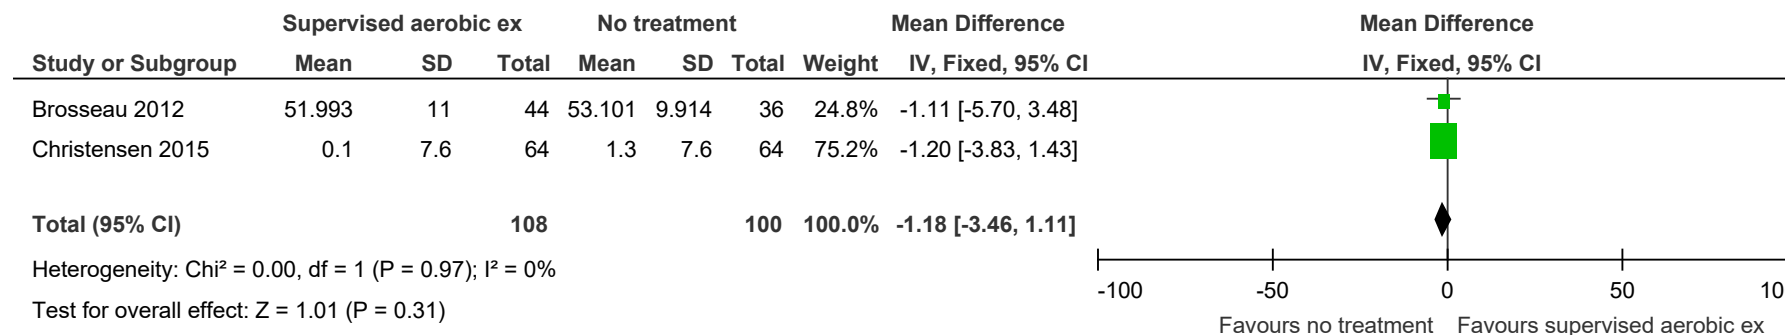 Supervised aerobic ex No treatment Mean Difference Mean Difference
Study or Subgroup Mean SD Total Mean SD Total Weight IV, Fixed, 95% CI IV, Fixed, 95% CI
Brosseau 2012 51.993 11 44 53.101 9.914 36 24.8% -1.11 [-5.70, 3.48]
Christensen 2015 0.1 7.6 64 1.3 7.6 64 75.2% -1.20 [-3.83, 1.43]
Total (95% CI) 108 100 100.0% -1.18 [-3.46, 1.11]
Heterogeneity: Chi² = 0.00, df = 1 (P = 0.97); I² = 0%
-100 -50 0 50 10
Test for overall effect: Z = 1.01 (P = 0.31)
Favours no treatment Favours supervised aerobic ex